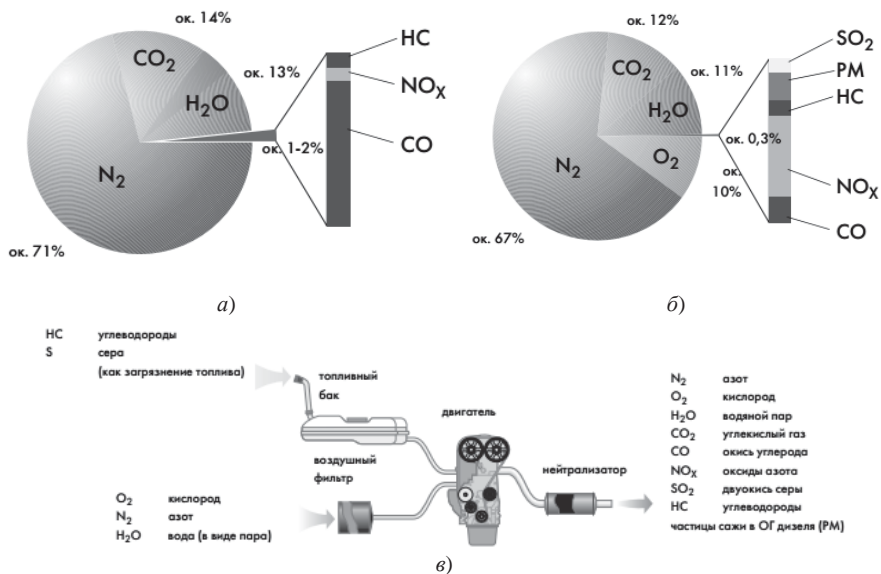 ок. 14%
CO2
ок. 13%
H2O
ок. 1-2%
N2
ок. 71%
HC
NOX
CO
а)
ок. 12%
CO2
ок. 11%
H2O
ок. 0,3%
O2
ок.
10%
N2
ок. 67%
SO2
PM
HC
NOX
CO
б)
HC углеводороды
S сера
(как загрязнение топлива)
топливный
бак
двигатель
воздушный
фильтр
нейтрализатор
O2 кислород
N2 азот
H2O вода (в виде пара)
N2 азот
O2 кислород
H2O водяной пар
CO2 углекислый газ
CO окись углерода
NOX оксиды азота
SO2 двуокись серы
HC углеводороды
частицы сажи в ОГ дизеля (PM)
в)